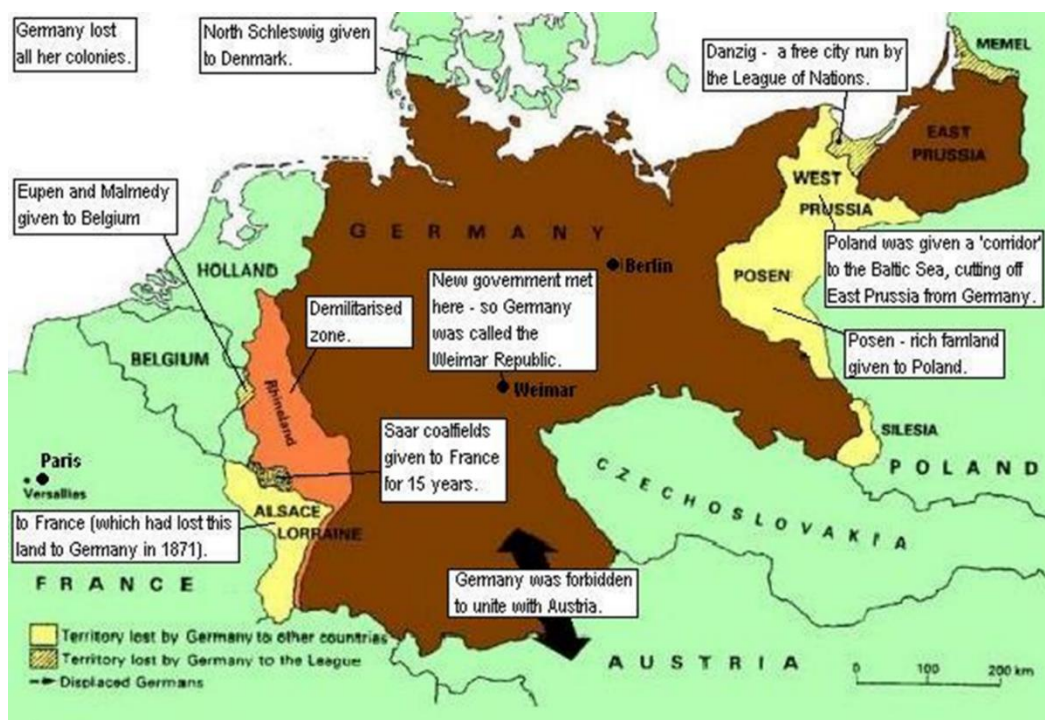 Germany lost
all her colonies.
North Schleswig given
to Denmark.
Danzig - a free city run by
the League of Nations.
MEMEL
EAST
PRUSSIA
Eupen and Malmedy
given to Belgium
WEST
PRUSSIA
GERMANY
HOLLAND
Berlin
POSEN
Poland was given a 'corridor'
to the Baltic Sea, cutting off
East Prussia from Germany.
New government met
here - so Germany
was called the
Weimar Republic.
Demilitarised
zone.
BELGIUM
Rhineland
Weimar
Posen - rich famland
given to Poland.
Saar coalfields
given to France
for 15 years.
SILESIA
POLAND
Paris
Versallies
CZECHOSLOVAKIA
ALSACE
LORRAINE
to France (which had lost this
land to Germany in 1871).
FRANCE
Germany was forbidden
to unite with Austria.
AUSTRIA
Territory lost by Germany to other countries
Territory lost by Germany to the League
Displaced Germans
0 100 200 km